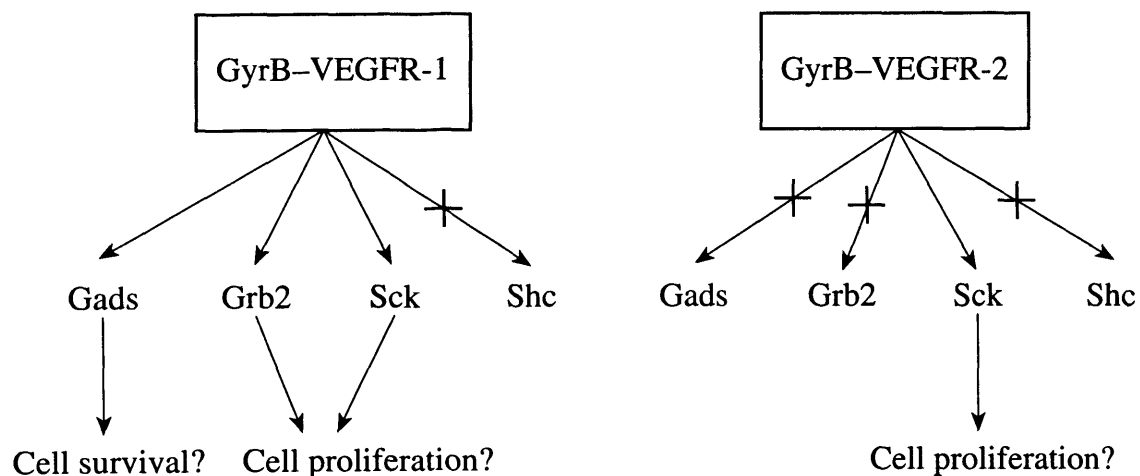 GyrB–VEGFR-1
GyrB–VEGFR-2
Gads
Grb2
Sck
Shc
Gads
Grb2
Sck
Shc
Cell survival?
Cell proliferation?
Cell proliferation?